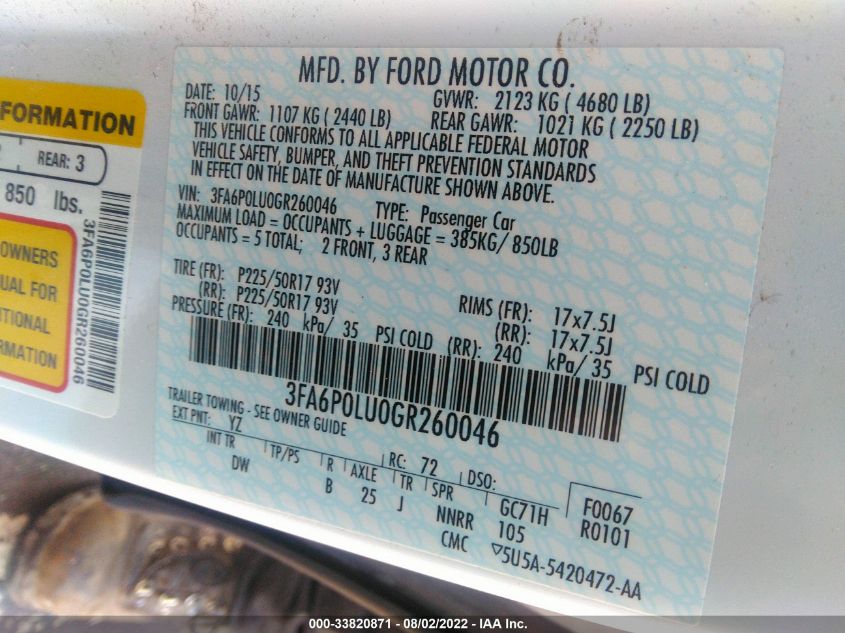 FORMATION
REAR: 3
850 lbs.
3FA6P0LU0GR260046
OWNERS
UAL FOR
ITIONAL
RMATION
MFD. BY FORD MOTOR CO.
DATE: 10/15
GVWR: 2123 KG ( 4680 LB)
FRONT GAWR: 1107 KG ( 2440 LB)
REAR GAWR: 1021 KG ( 2250 LB)
THIS VEHICLE CONFORMS TO ALL APPLICABLE FEDERAL MOTOR
VEHICLE SAFETY, BUMPER, AND THEFT PREVENTION STANDARDS
IN EFFECT ON THE DATE OF MANUFACTURE SHOWN ABOVE.
VIN: 3FA6P0LU0GR260046 TYPE: Passenger Car
MAXIMUM LOAD = OCCUPANTS + LUGGAGE = 385KG/ 850LB
OCCUPANTS = 5 TOTAL; 2 FRONT, 3 REAR
TIRE (FR): P225/50R17 93V RIMS (FR): 17x7.5J
(RR): P225/50R17 93V (RR): 17x7.5J
PRESSURE (FR): 240 kPa/ 35 PSI COLD (RR): 240 kPa/ 35 PSI COLD
3FA6P0LU0GR260046
TRAILER TOWING - SEE OWNER GUIDE
EXT PNT: YZ RC: 72 DSO:
INT TR TP/PS R AXLE TR SPR GC71H F0067
DW B 25 J NNRR 105 R0101
CMC ▽5U5A-5420472-AA
000-33820871 - 08/02/2022 - IAA Inc.